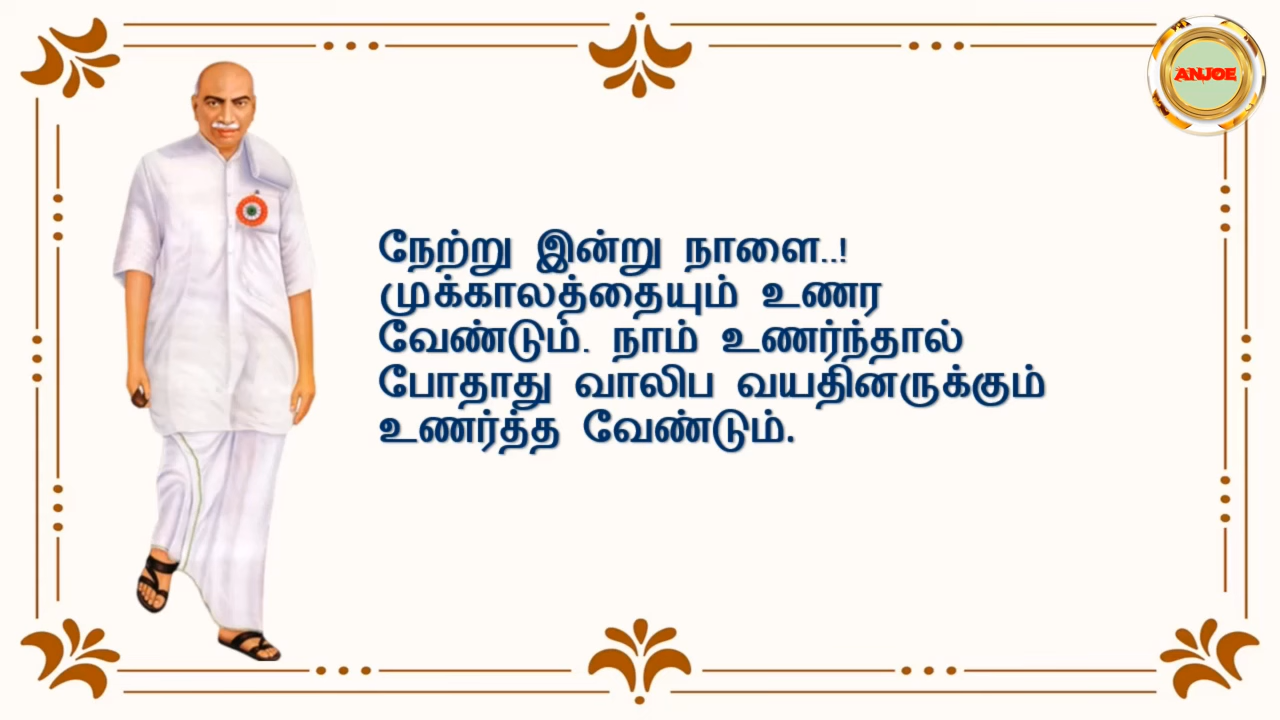 ANJOE
நேற்று இன்று நாளை..!
முக்காலத்தையும் உணர
வேண்டும். நாம் உணர்ந்தால்
போதாது வாலிப வயதினருக்கும்
உணர்த்த வேண்டும்.